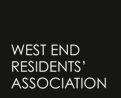 WEST END
RESIDENTS'
ASSOCIATION